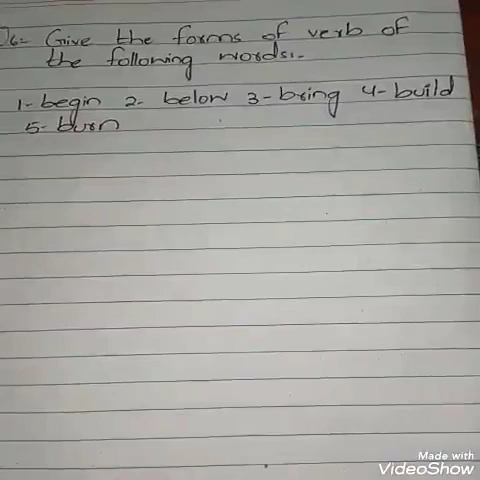 16- Give the forms of verb of
the following words:-
1- begin 2- below 3- bring 4- build
5- burn
Made with
VideoShow